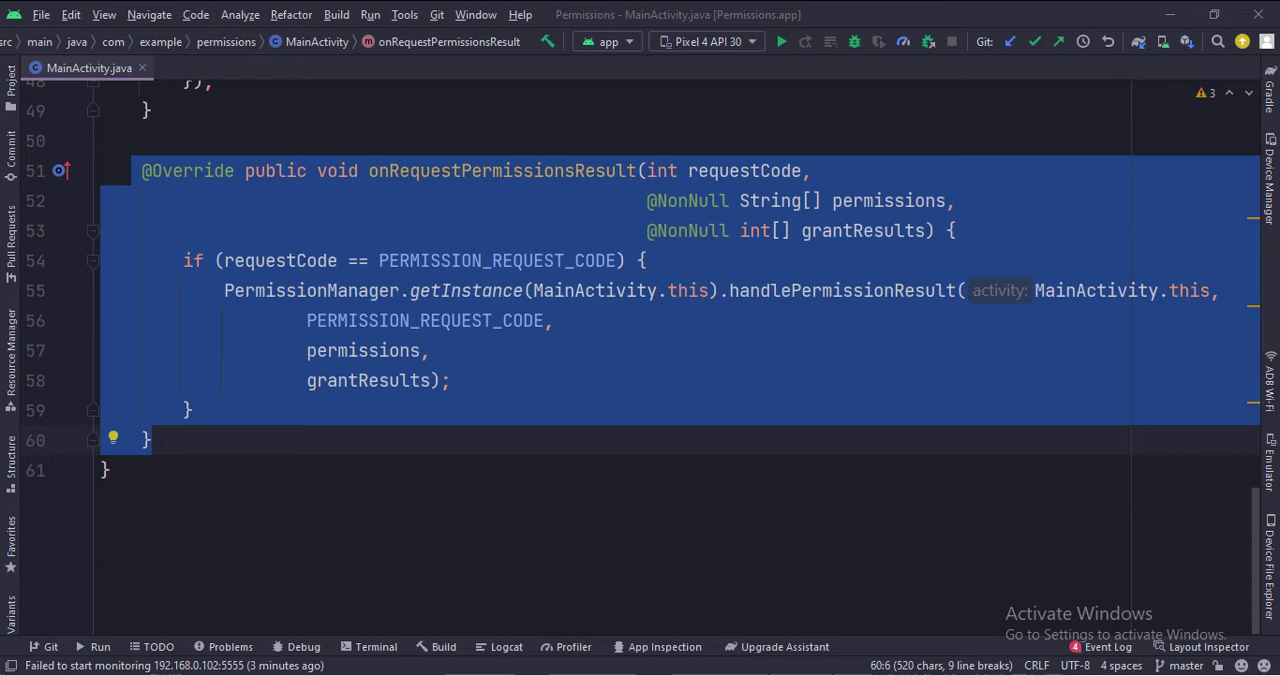 File Edit View Navigate Code Analyze Refactor Build Run Tools Git Window Help Permissions - MainActivity.java [Permissions.app]
src main java com example permissions MainActivity onRequestPermissionsResult app Pixel 4 API 30 Git:
MainActivity.java
48 });
49 }
3
50
51 @Override public void onRequestPermissionsResult(int requestCode,
52 @NonNull String[] permissions,
53 @NonNull int[] grantResults) {
54 if (requestCode == PERMISSION_REQUEST_CODE) {
55 PermissionManager.getInstance(MainActivity.this).handlePermissionResult( activity: MainActivity.this,
56 PERMISSION_REQUEST_CODE,
57 permissions,
58 grantResults);
59 }
60 }
61 }
Project
Commit
Pull Requests
Resource Manager
Structure
Favorites
Variants
Gradle
Device Manager
ADB Wi-Fi
Emulator
Device File Explorer
Activate Windows
Go to Settings to activate Windows.
Git Run TODO Problems Debug Terminal Build Logcat Profiler App Inspection Upgrade Assistant 4 Event Log Layout Inspector
Failed to start monitoring 192.168.0.102:5555 (3 minutes ago) 60:6 (520 chars, 9 line breaks) CRLF UTF-8 4 spaces master